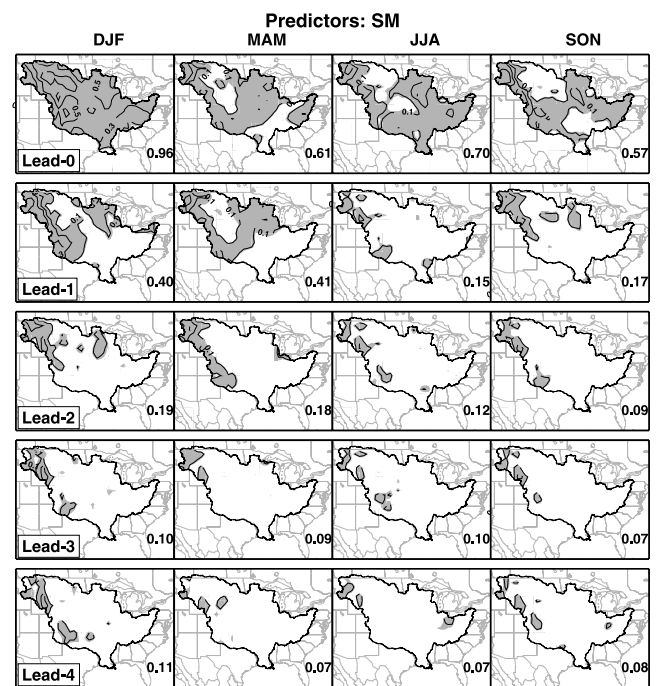 Predictors: SM
DJF MAM JJA SON
Lead-0 0.96 0.61 0.70 0.57
Lead-1 0.40 0.41 0.15 0.17
Lead-2 0.19 0.18 0.12 0.09
Lead-3 0.10 0.09 0.10 0.07
Lead-4 0.11 0.07 0.07 0.08